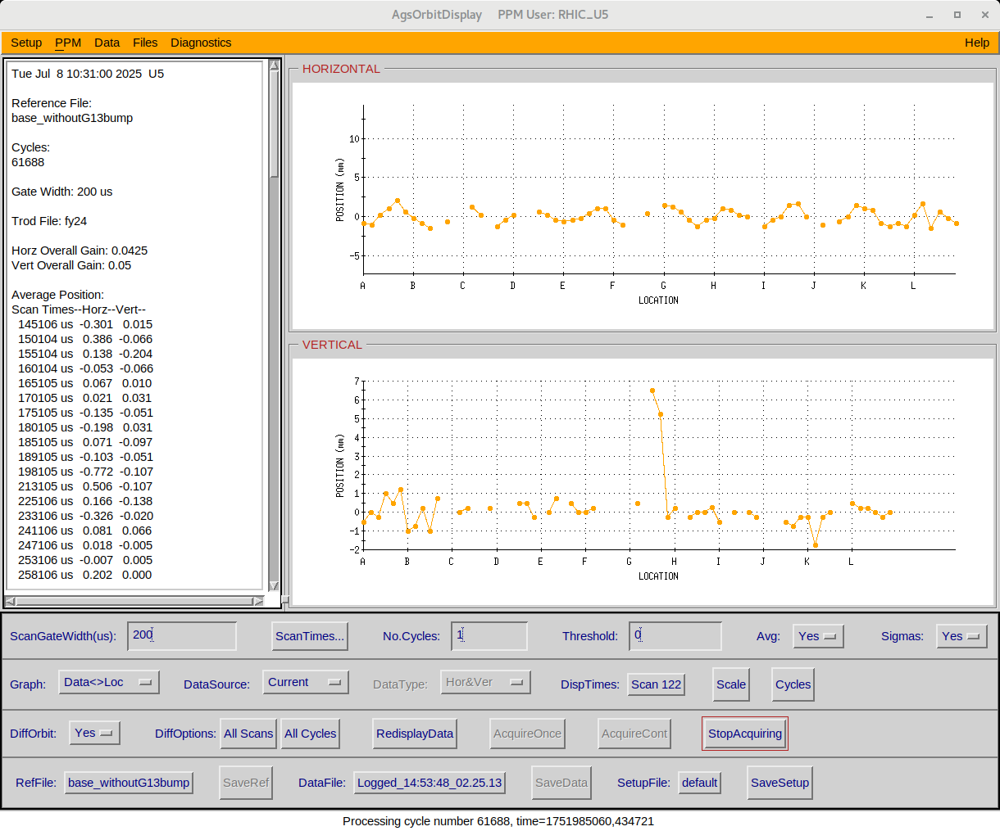 AgsOrbitDisplay PPM User: RHIC_U5
Setup PPM Data Files Diagnostics Help
Tue Jul 8 10:31:00 2025 U5
Reference File:
base_withoutG13bump
Cycles:
61688
Gate Width: 200 us
Trod File: fy24
Horz Overall Gain: 0.0425
Vert Overall Gain: 0.05
Average Position:
Scan Times--Horz--Vert--
145106 us -0.301 0.015
150104 us 0.386 -0.066
155104 us 0.138 -0.204
160104 us -0.053 -0.066
165105 us 0.067 0.010
170105 us 0.021 0.031
175105 us -0.135 -0.051
180105 us -0.198 0.031
185105 us 0.071 -0.097
189105 us -0.103 -0.051
198105 us -0.772 -0.107
213105 us 0.506 -0.107
225106 us 0.166 -0.138
233106 us -0.326 -0.020
241106 us 0.081 0.066
247106 us 0.018 -0.005
253106 us -0.007 0.005
258106 us 0.202 0.000
HORIZONTAL
POSITION (mm)
10
5
0
-5
A B C D E F G H I J K L
LOCATION
VERTICAL
POSITION (mm)
7
6
5
4
3
2
1
0
-1
-2
A B C D E F G H I J K L
LOCATION
ScanGateWidth(us): 200 ScanTimes... No.Cycles: 1 Threshold: 0 Avg: Yes Sigmas: Yes
Graph: Data<>Loc DataSource: Current DataType: Hor&Ver DispTimes: Scan 122 Scale Cycles
DiffOrbit: Yes DiffOptions: All Scans All Cycles RedisplayData AcquireOnce AcquireCont StopAcquiring
RefFile: base_withoutG13bump SaveRef DataFile: Logged_14:53:48_02.25.13 SaveData SetupFile: default SaveSetup
Processing cycle number 61688, time=1751985060,434721